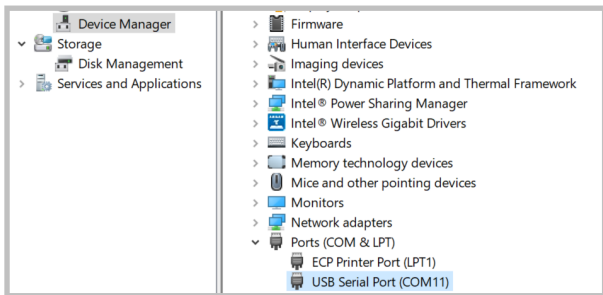 Device Manager
Storage
Disk Management
Services and Applications
Firmware
Human Interface Devices
Imaging devices
Intel(R) Dynamic Platform and Thermal Framework
Intel® Power Sharing Manager
Intel® Wireless Gigabit Drivers
Keyboards
Memory technology devices
Mice and other pointing devices
Monitors
Network adapters
Ports (COM & LPT)
ECP Printer Port (LPT1)
USB Serial Port (COM11)